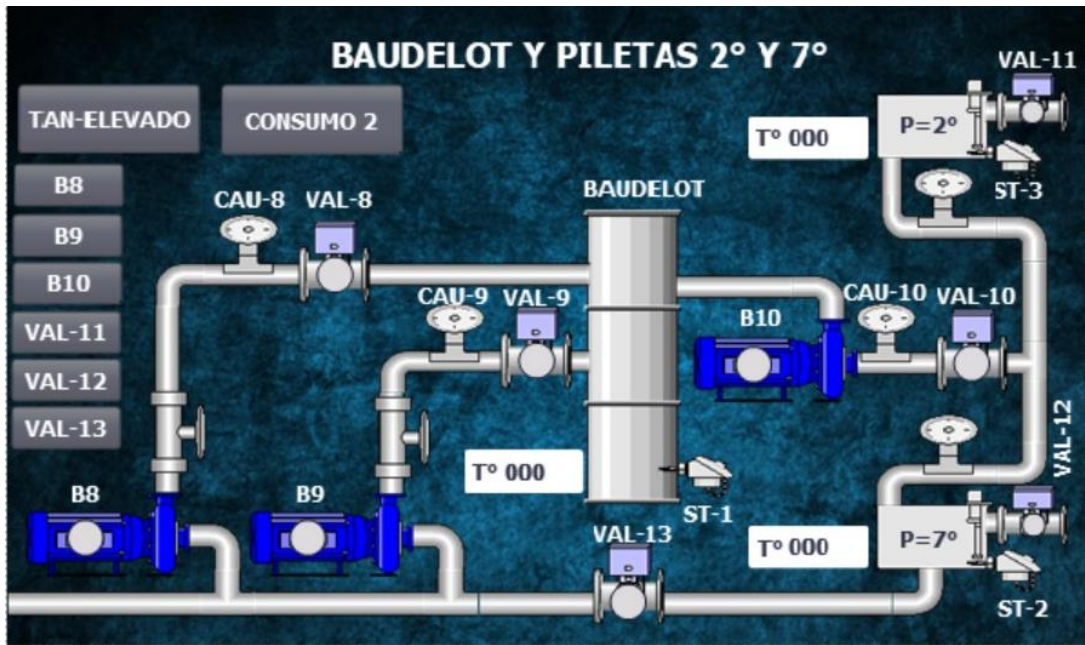 BAUDELOT Y PILETAS 2° Y 7°
VAL-11
TAN-ELEVADO
CONSUMO 2
T° 000
P=2°
ST-3
B8
B9
B10
VAL-11
VAL-12
VAL-13
CAU-8
VAL-8
BAUDELOT
CAU-9
VAL-9
B10
CAU-10
VAL-10
VAL-12
T° 000
ST-1
B8
B9
VAL-13
T° 000
P=7°
ST-2